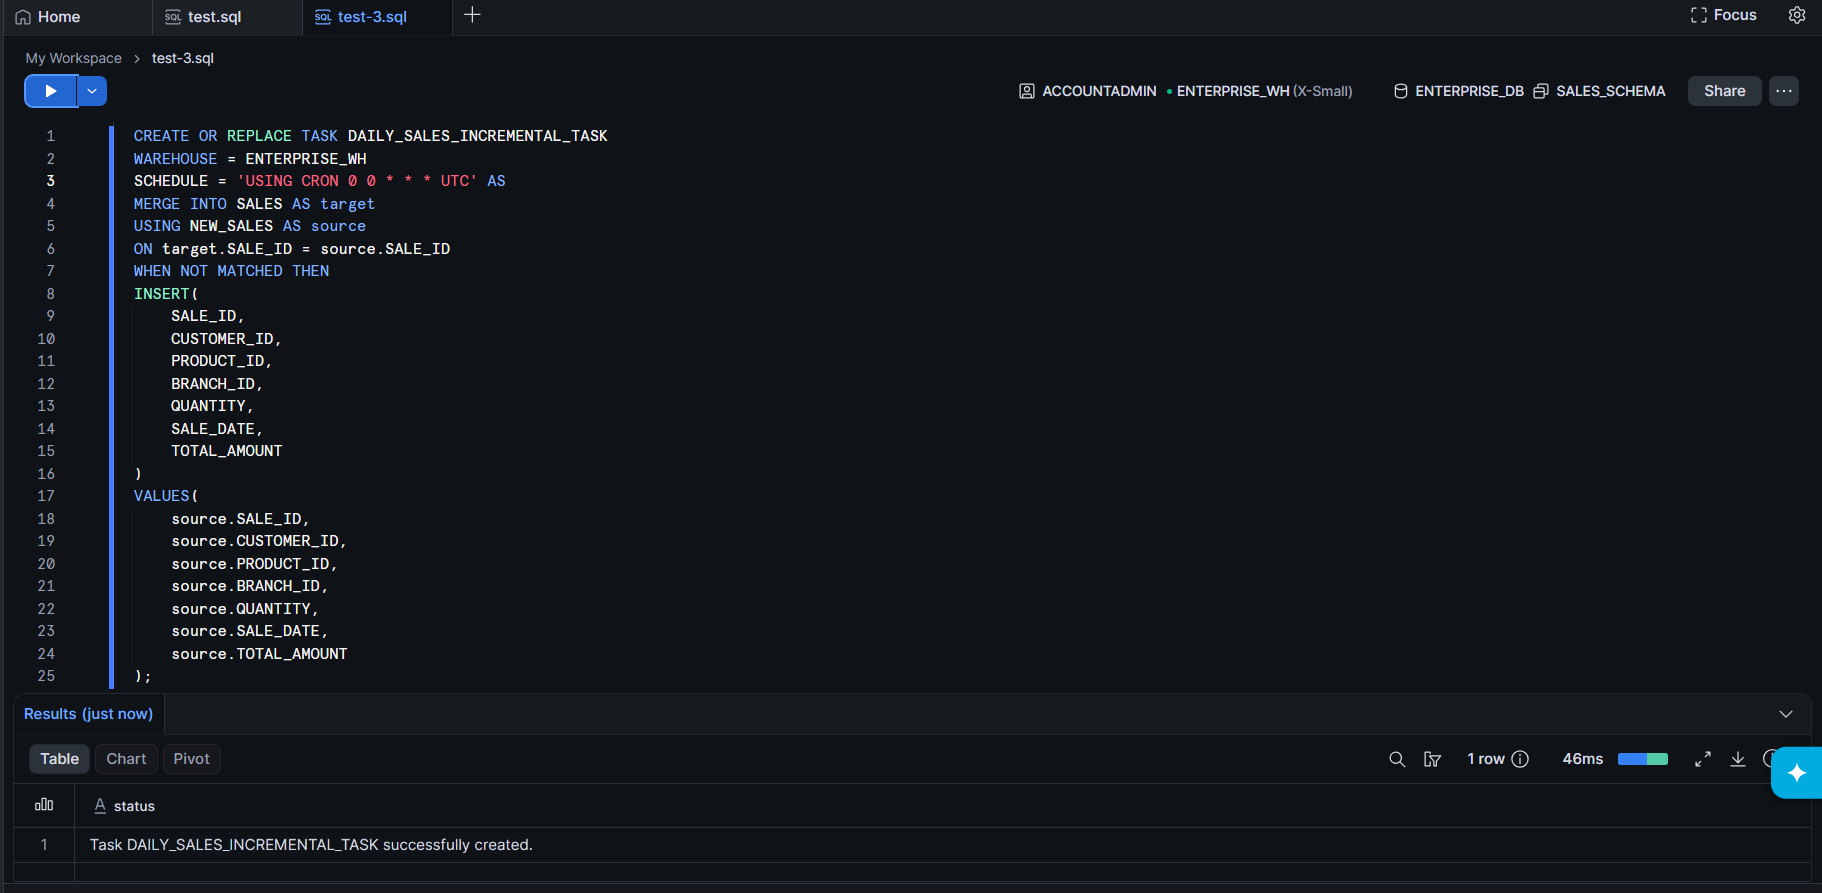 Home
SQL test.sql
SQL test-3.sql
Focus
My Workspace > test-3.sql
ACCOUNTADMIN • ENTERPRISE_WH (X-Small) ENTERPRISE_DB SALES_SCHEMA Share ...
1 CREATE OR REPLACE TASK DAILY_SALES_INCREMENTAL_TASK
2 WAREHOUSE = ENTERPRISE_WH
3 SCHEDULE = 'USING CRON 0 0 * * * UTC' AS
4 MERGE INTO SALES AS target
5 USING NEW_SALES AS source
6 ON target.SALE_ID = source.SALE_ID
7 WHEN NOT MATCHED THEN
8 INSERT(
9 SALE_ID,
10 CUSTOMER_ID,
11 PRODUCT_ID,
12 BRANCH_ID,
13 QUANTITY,
14 SALE_DATE,
15 TOTAL_AMOUNT
16 )
17 VALUES(
18 source.SALE_ID,
19 source.CUSTOMER_ID,
20 source.PRODUCT_ID,
21 source.BRANCH_ID,
22 source.QUANTITY,
23 source.SALE_DATE,
24 source.TOTAL_AMOUNT
25 );
Results (just now)
Table Chart Pivot
1 row 46ms
A status
1 Task DAILY_SALES_INCREMENTAL_TASK successfully created.